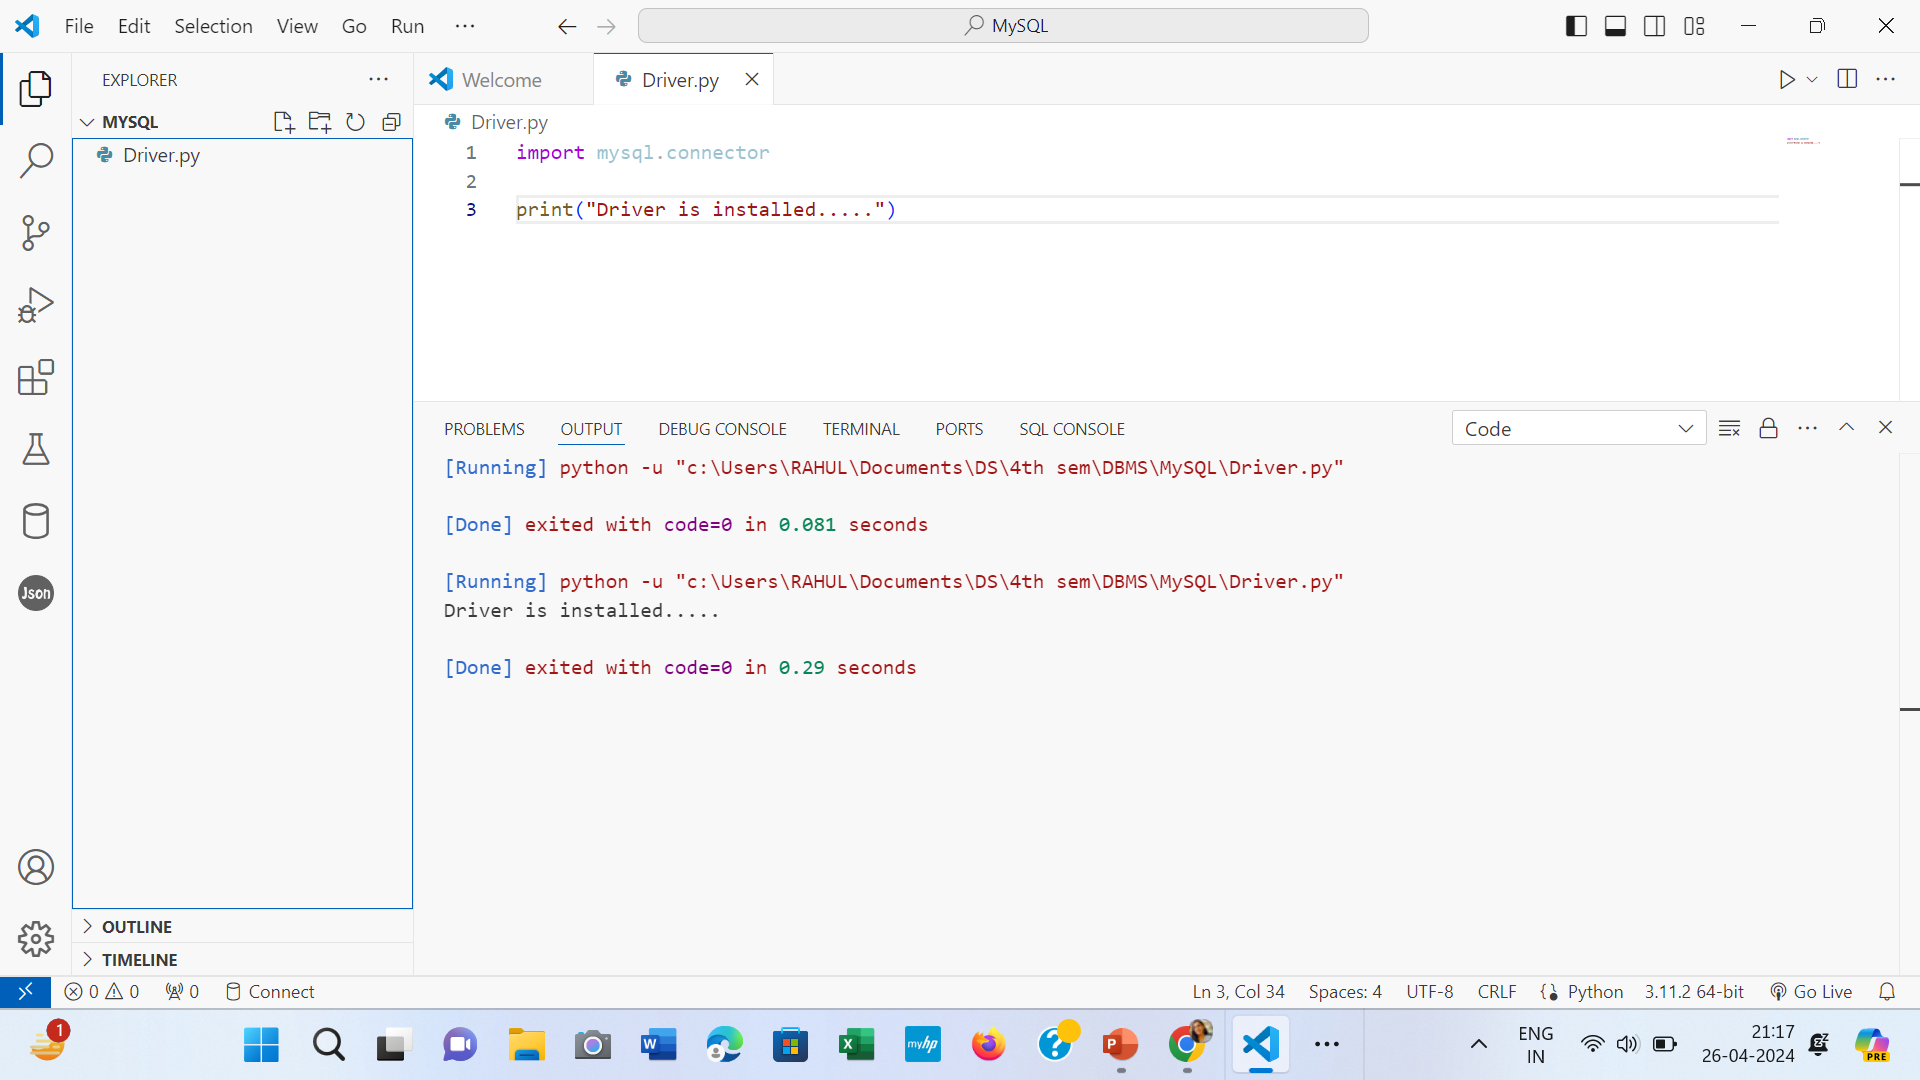 File Edit Selection View Go Run ··· MySQL
EXPLORER ··· Welcome Driver.py
MYSQL Driver.py
Driver.py
1 import mysql.connector
2
3 print("Driver is installed.....")
PROBLEMS OUTPUT DEBUG CONSOLE TERMINAL PORTS SQL CONSOLE Code
[Running] python -u "c:\Users\RAHUL\Documents\DS\4th sem\DBMS\MySQL\Driver.py"
[Done] exited with code=0 in 0.081 seconds
[Running] python -u "c:\Users\RAHUL\Documents\DS\4th sem\DBMS\MySQL\Driver.py"
Driver is installed.....
[Done] exited with code=0 in 0.29 seconds
Json
OUTLINE
TIMELINE
0 0 0 Connect Ln 3, Col 34 Spaces: 4 UTF-8 CRLF Python 3.11.2 64-bit Go Live
1 W X myhp ? P ENG 21:17
IN 26-04-2024 PRE